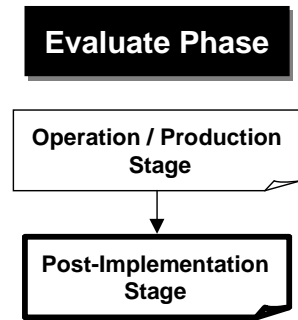 Evaluate Phase
Operation / Production
Stage
Post-Implementation
Stage